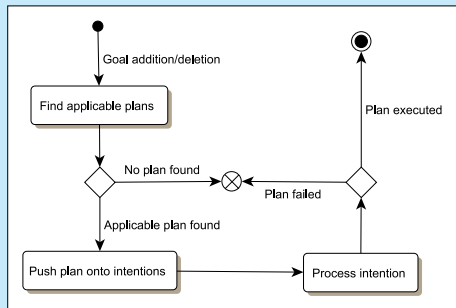 Goal addition/deletion
Find applicable plans
Plan executed
No plan found
Plan failed
Applicable plan found
Push plan onto intentions
Process intention